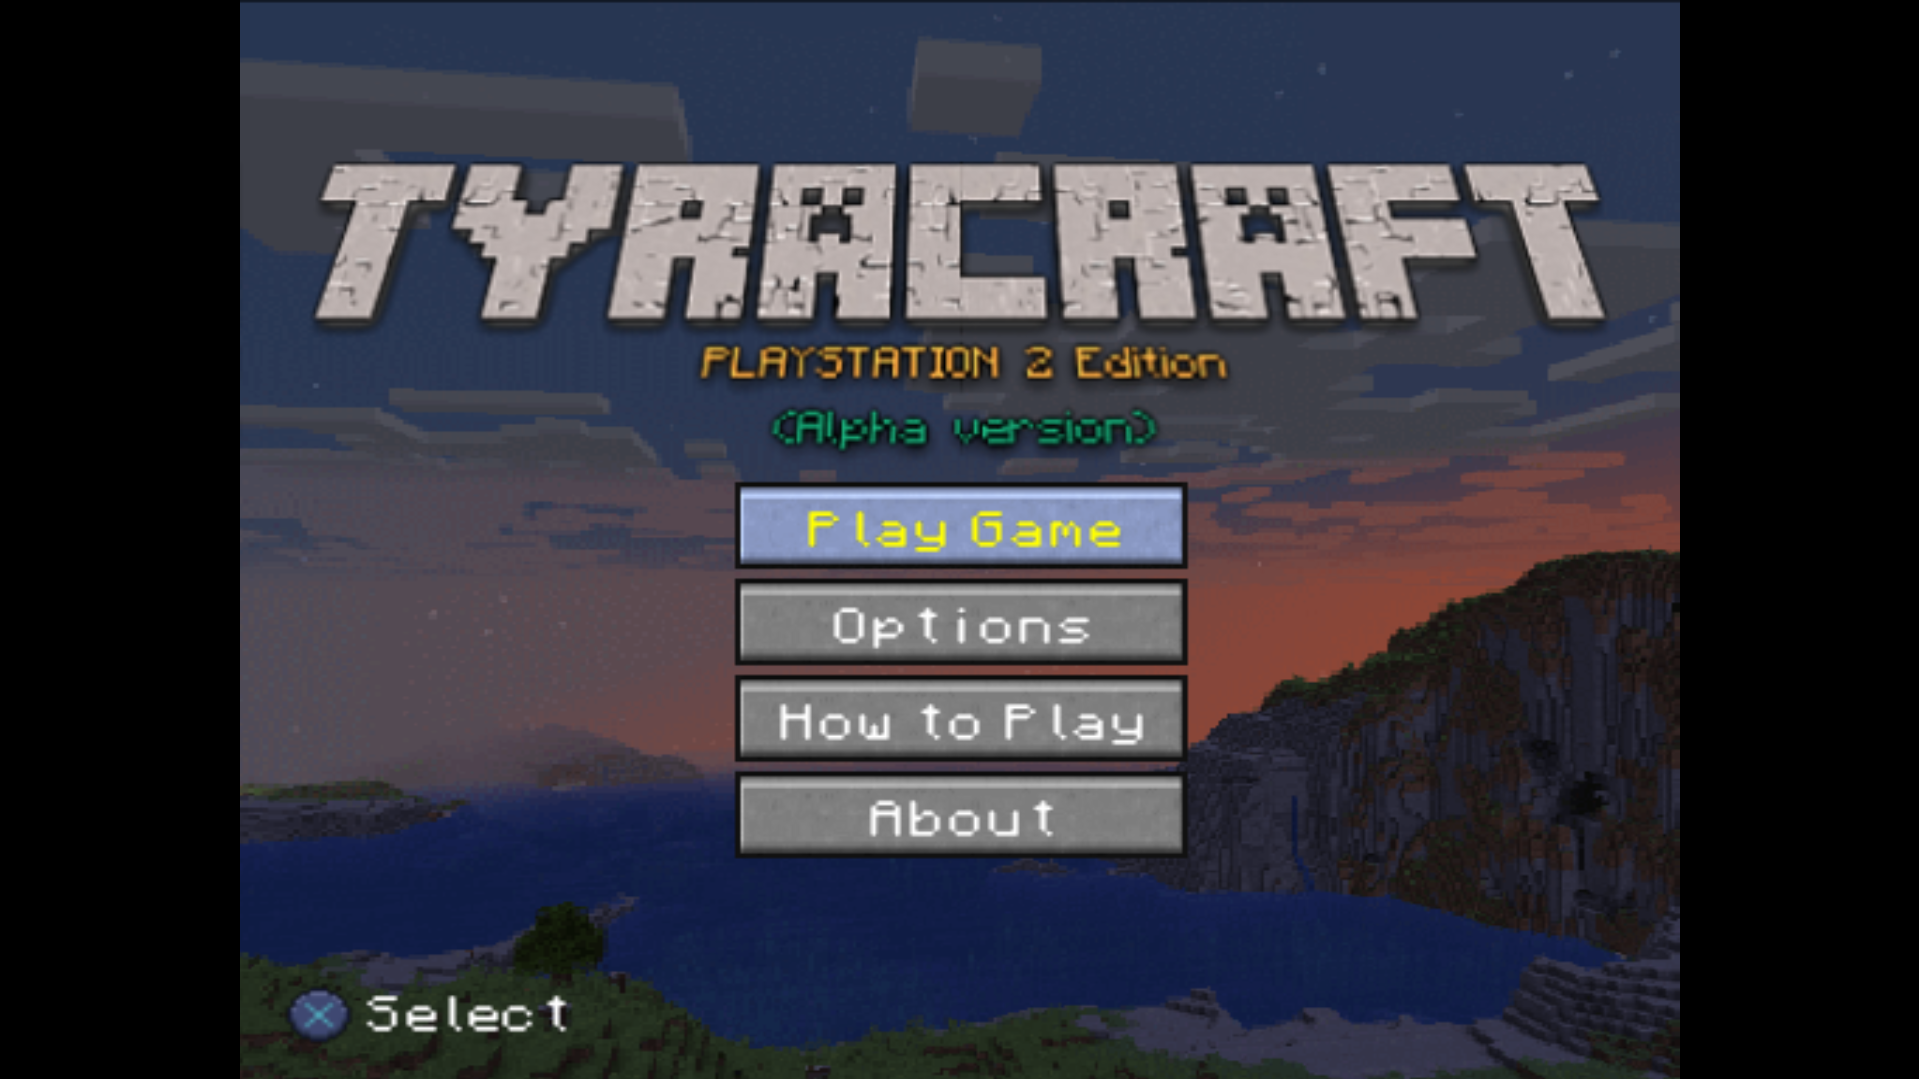 TYRACRAFT
PLAYSTATION 2 Edition
(Alpha version)
Play Game
Options
How to Play
About
Select